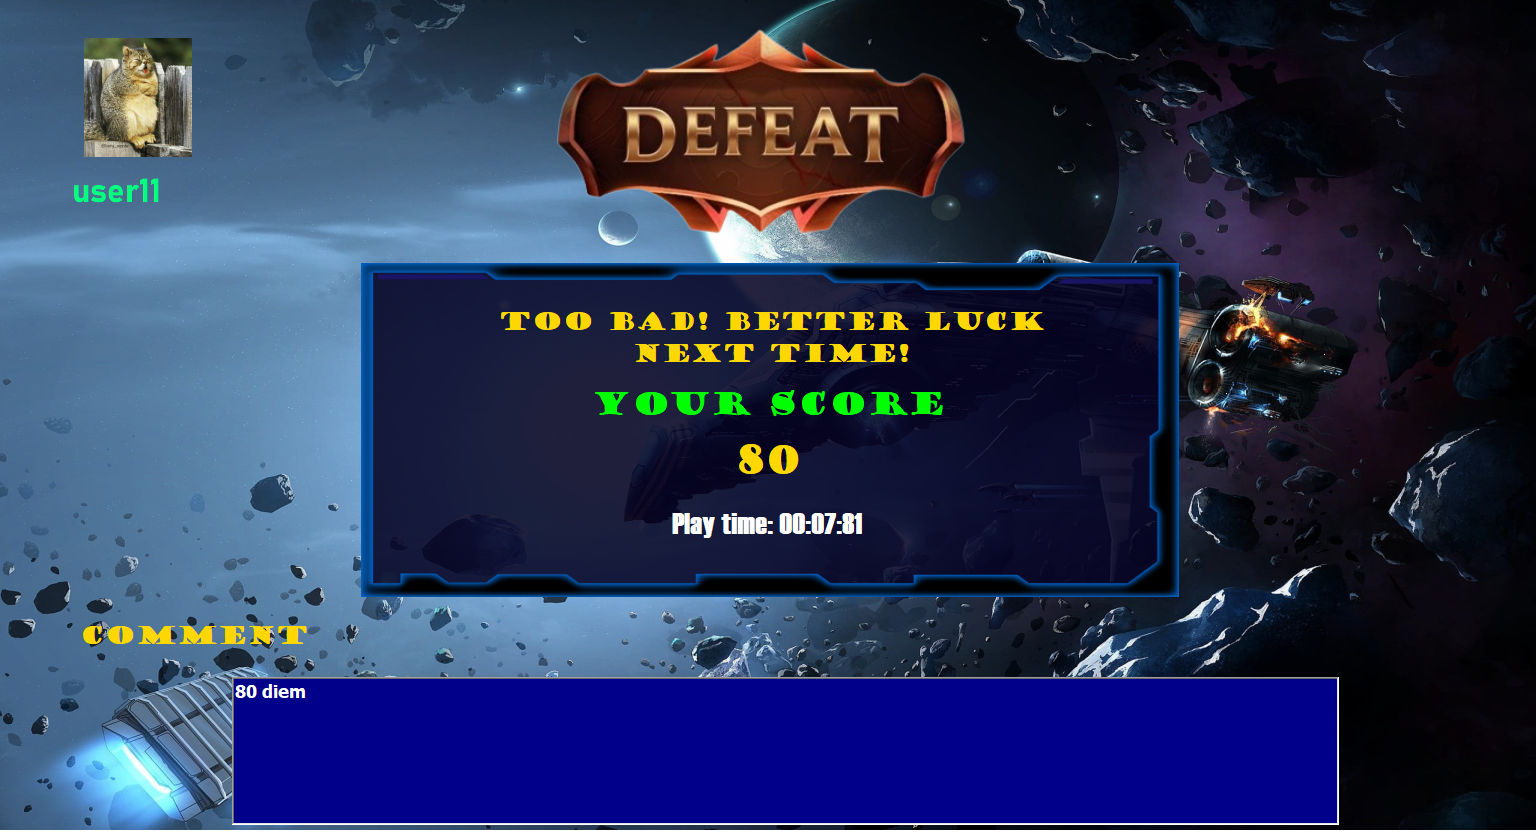 DEFEAT
user11
TOO BAD! BETTER LUCK
NEXT TIME!
YOUR SCORE
80
Play time: 00:07:81
COMMENT
80 diem